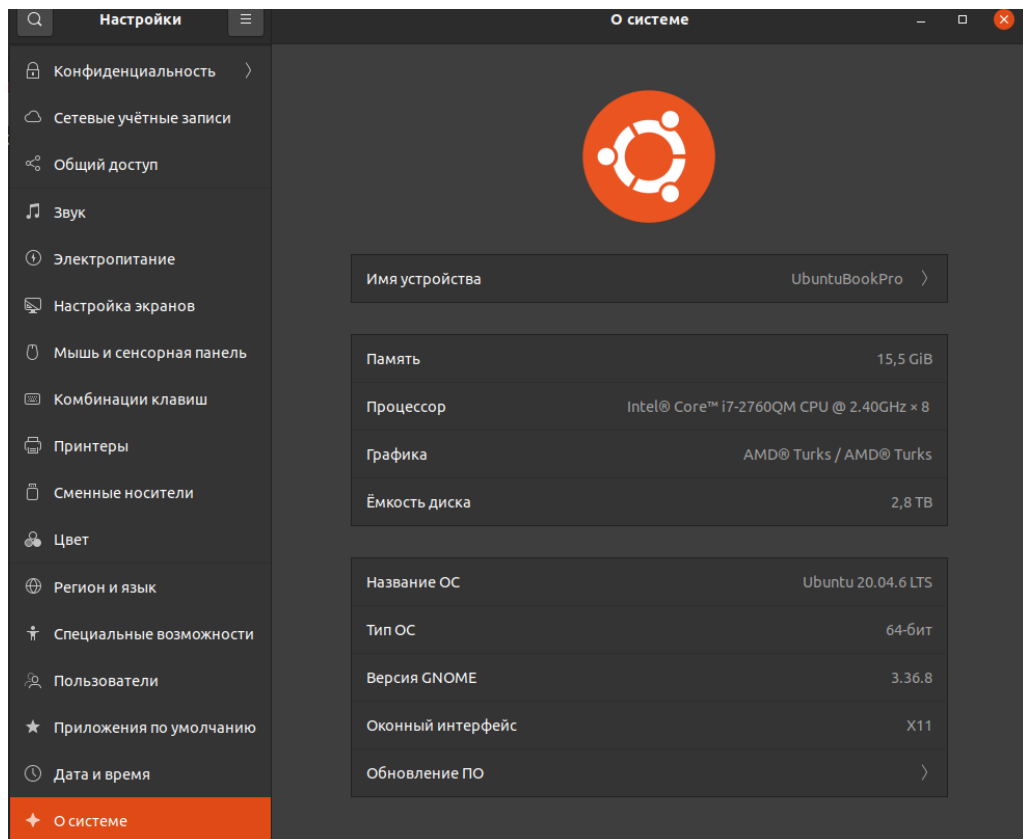 Настройки
О системе
Конфиденциальность
Сетевые учётные записи
Общий доступ
Звук
Электропитание
Настройка экранов
Мышь и сенсорная панель
Комбинации клавиш
Принтеры
Сменные носители
Цвет
Регион и язык
Специальные возможности
Пользователи
Приложения по умолчанию
Дата и время
О системе
Имя устройства UbuntuBookPro
Память 15,5 GiB
Процессор Intel® Core™ i7-2760QM CPU @ 2.40GHz × 8
Графика AMD® Turks / AMD® Turks
Ёмкость диска 2,8 TB
Название ОС Ubuntu 20.04.6 LTS
Тип ОС 64-бит
Версия GNOME 3.36.8
Оконный интерфейс X11
Обновление ПО